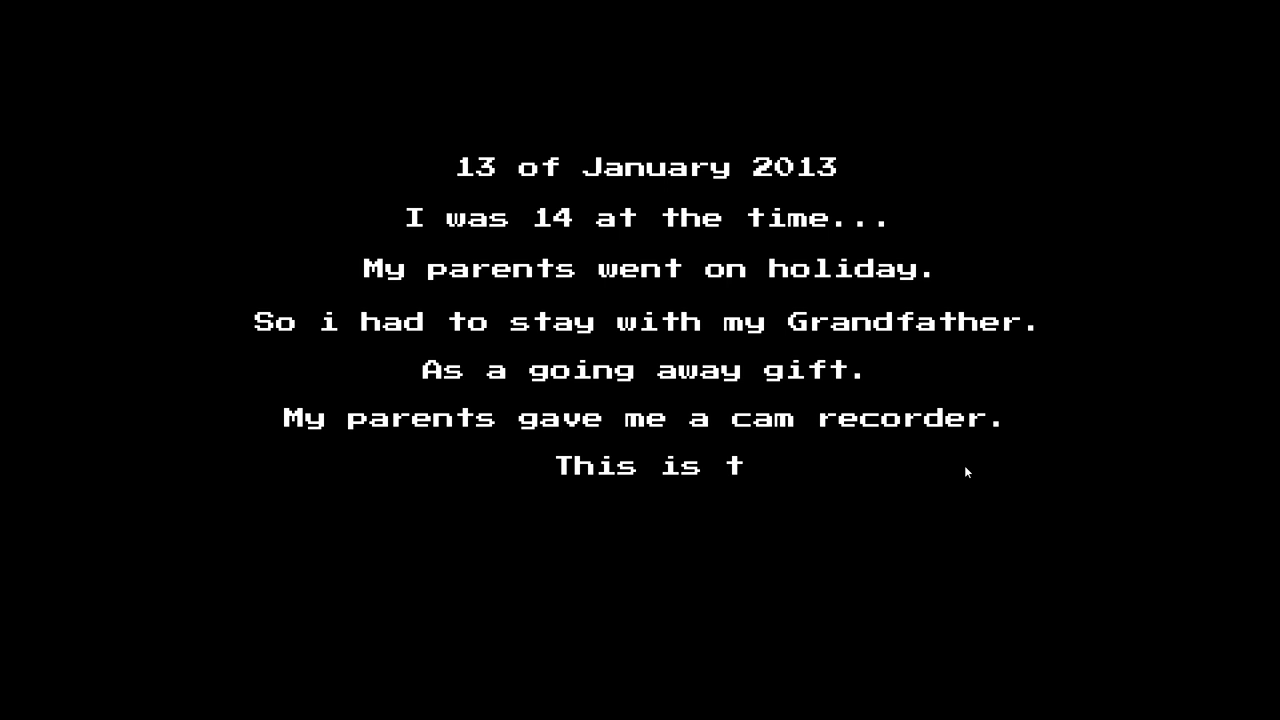 13 of January 2013
I was 14 at the time...
My parents went on holiday.
So i had to stay with my Grandfather.
As a going away gift.
My parents gave me a cam recorder.
This is t